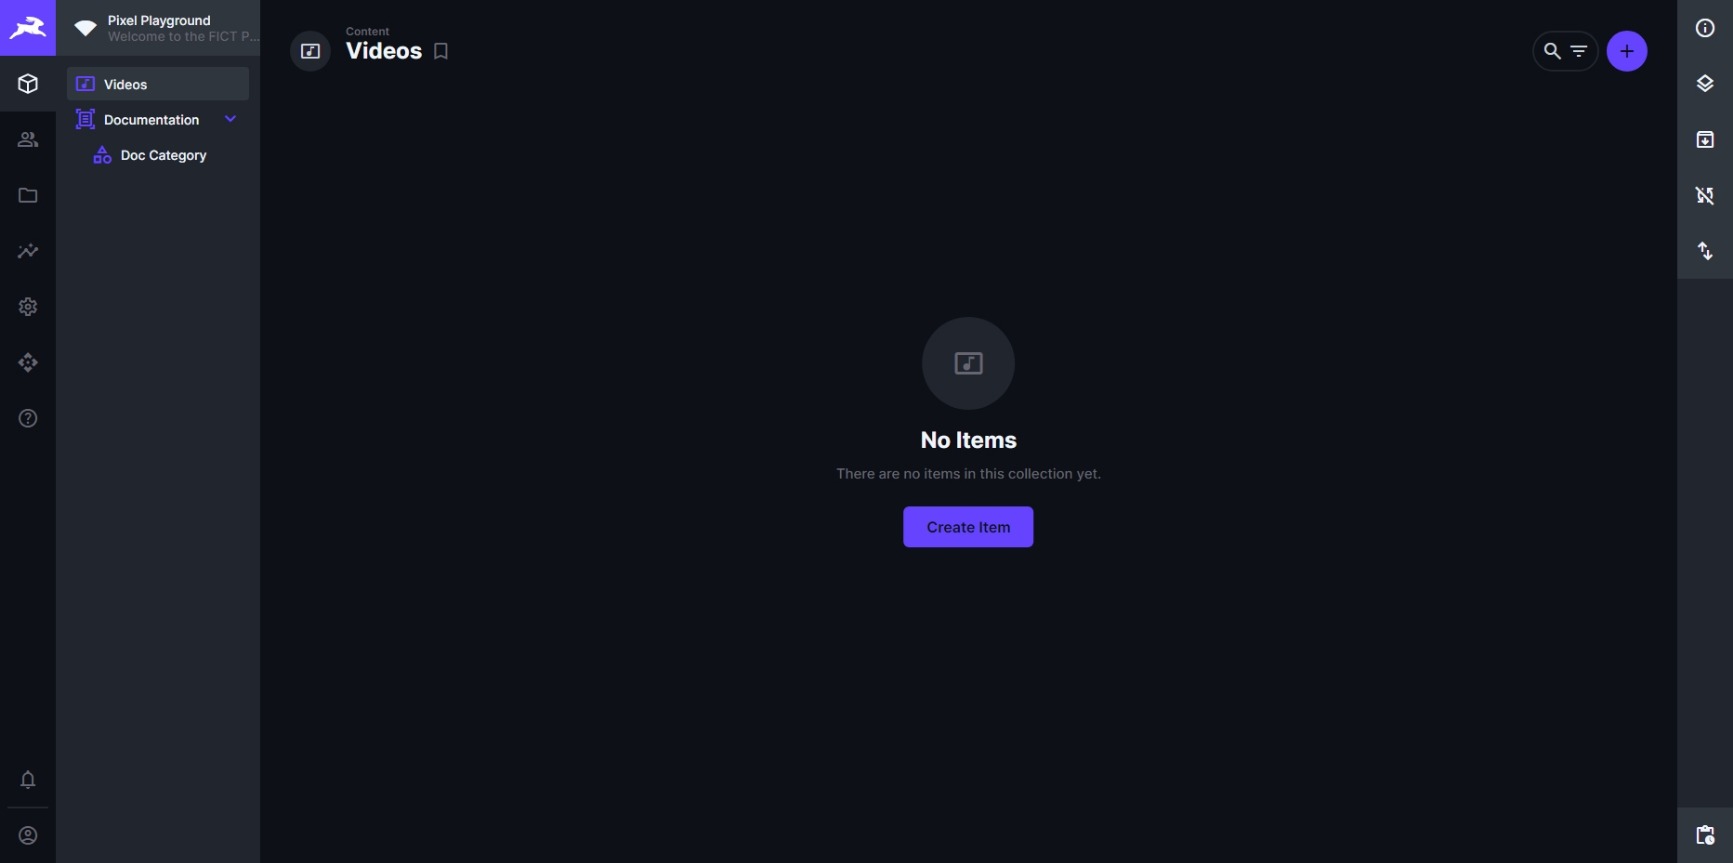 Pixel Playground
Welcome to the FICT P...
Videos
Documentation
Doc Category
Content
Videos
No Items
There are no items in this collection yet.
Create Item